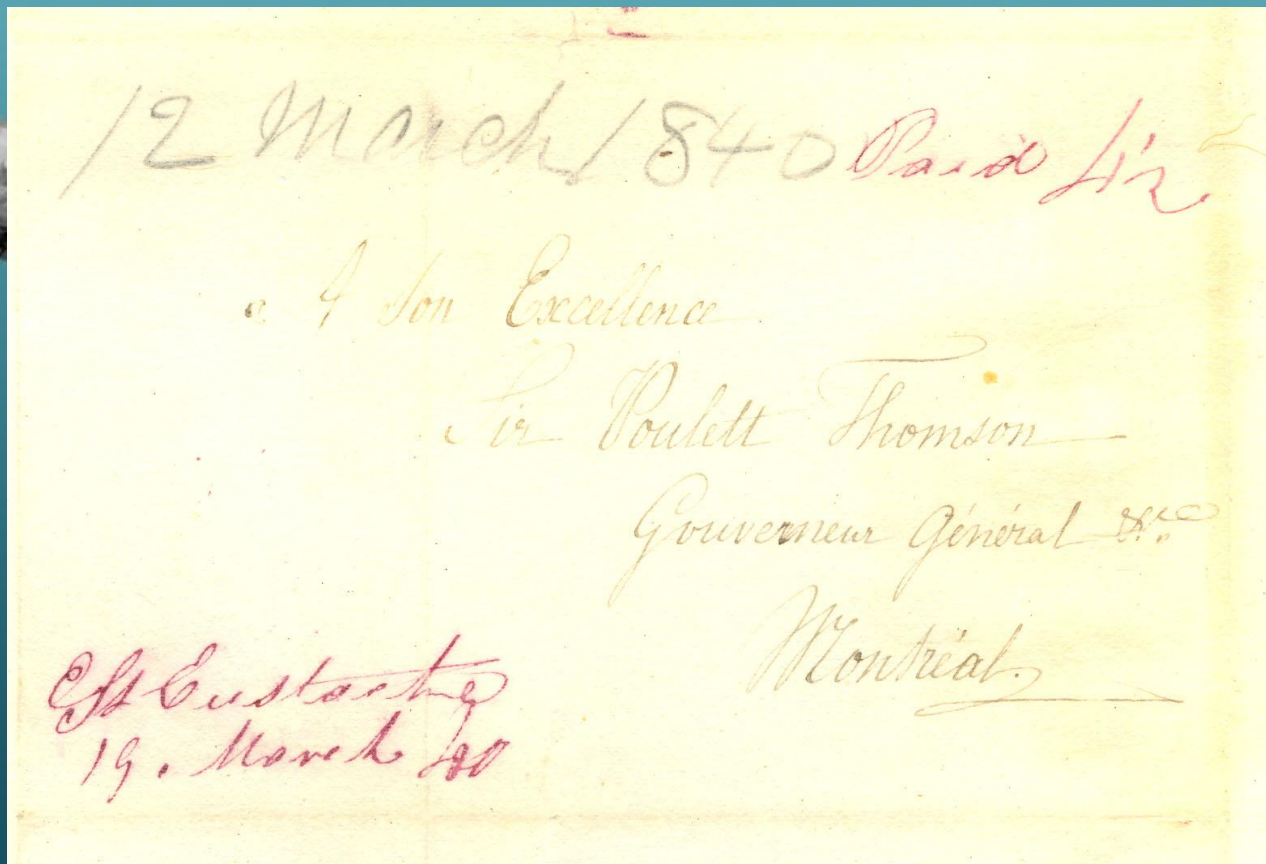 12 March 1840 Paid 4½
A Son Excellence
Sir Poulett Thomson
Gouverneur Général &c
Montréal.
St Eustache
19. March /40